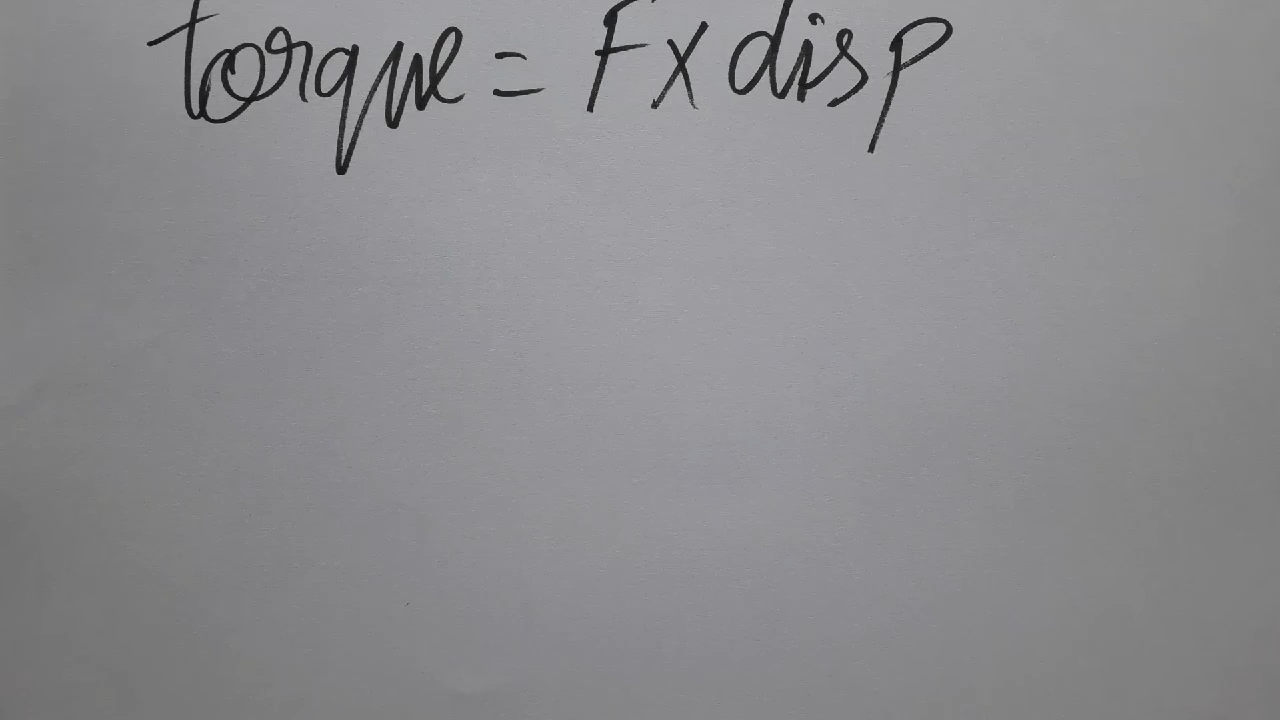 torque = F x disp